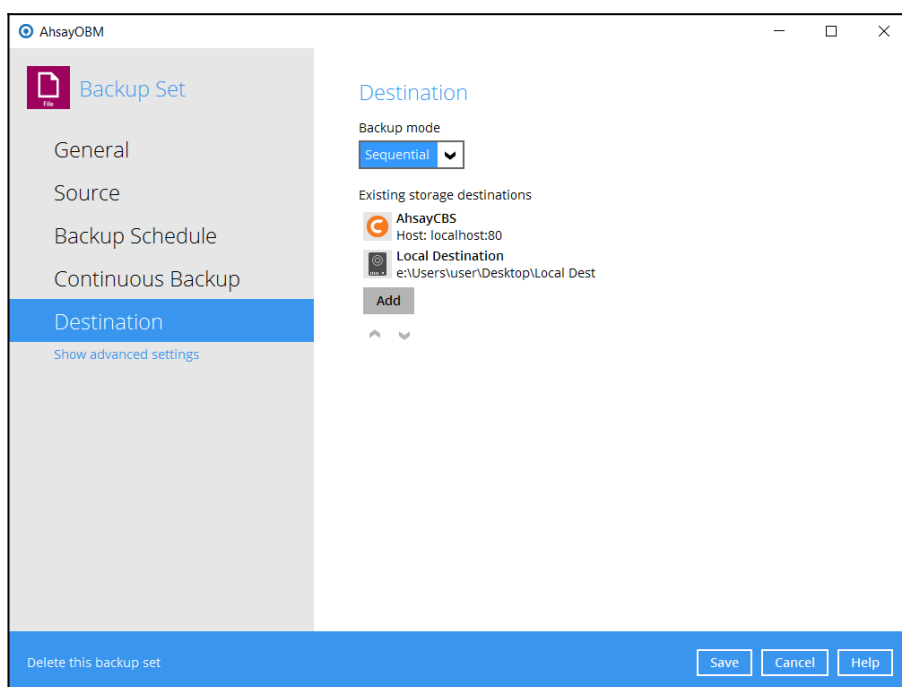 AhsayOBM
File
Backup Set
General
Source
Backup Schedule
Continuous Backup
Destination
Show advanced settings
Destination
Backup mode
Sequential
Existing storage destinations
AhsayCBS
Host: localhost:80
Local Destination
e:\Users\user\Desktop\Local Dest
Add
Delete this backup set
Save
Cancel
Help